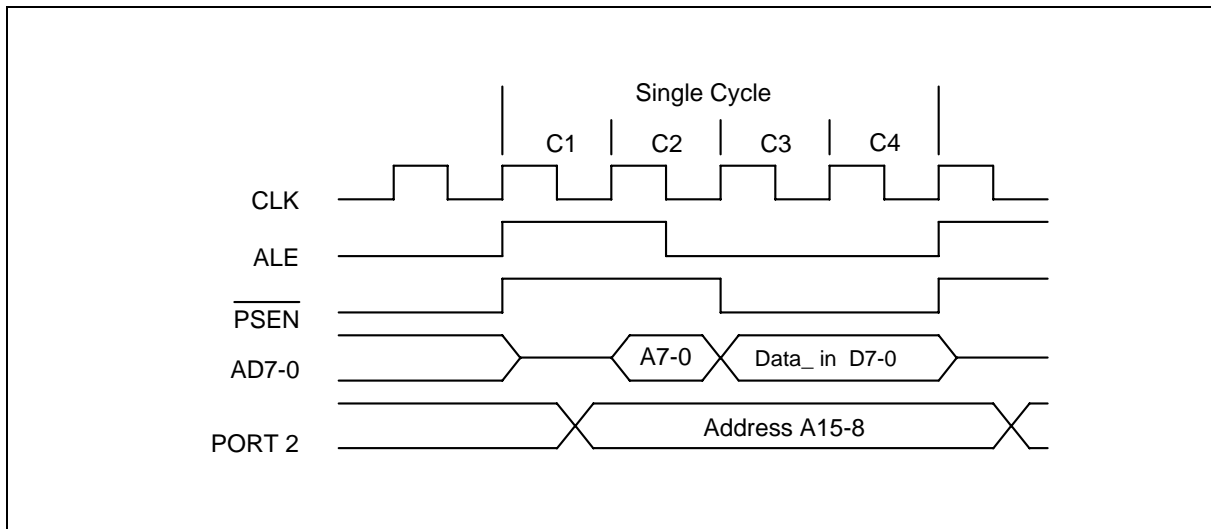 Single Cycle
C1 C2 C3 C4
CLK
ALE
PSEN
A7-0 Data_ in D7-0
AD7-0
Address A15-8
PORT 2